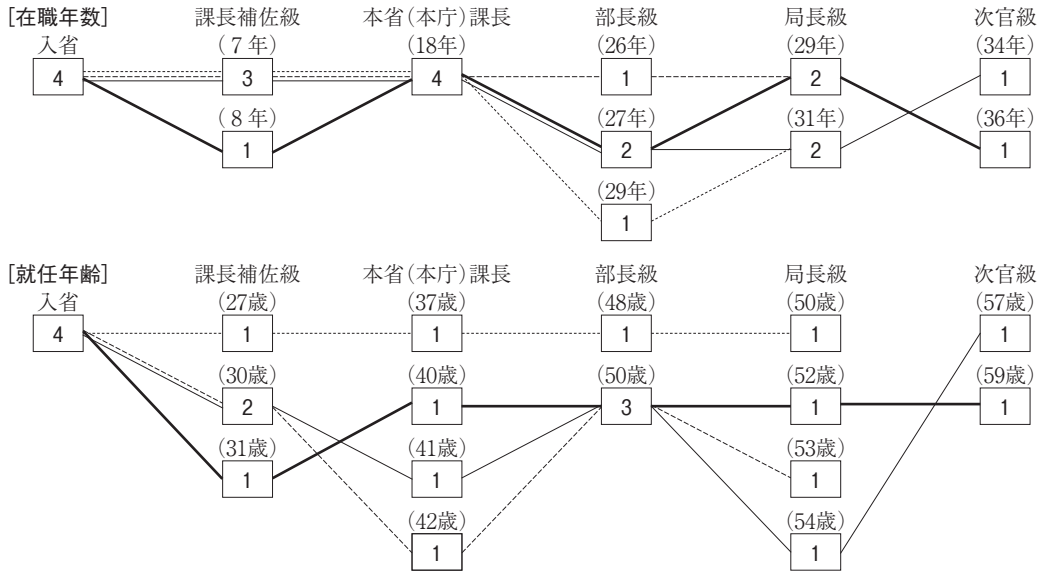 [在職年数] 課長補佐級 本省(本庁)課長 部長級 局長級 次官級
入省 (7年) (18年) (26年) (29年) (34年)
4 3 4 1 2 1
(8年) (27年) (31年) (36年)
1 2 2 1
(29年)
1
[就任年齢] 課長補佐級 本省(本庁)課長 部長級 局長級 次官級
入省 (27歳) (37歳) (48歳) (50歳) (57歳)
4 1 1 1 1 1
(30歳) (40歳) (50歳) (52歳) (59歳)
2 1 3 1 1
(31歳) (41歳) (53歳)
1 1 1
(42歳) (54歳)
1 1